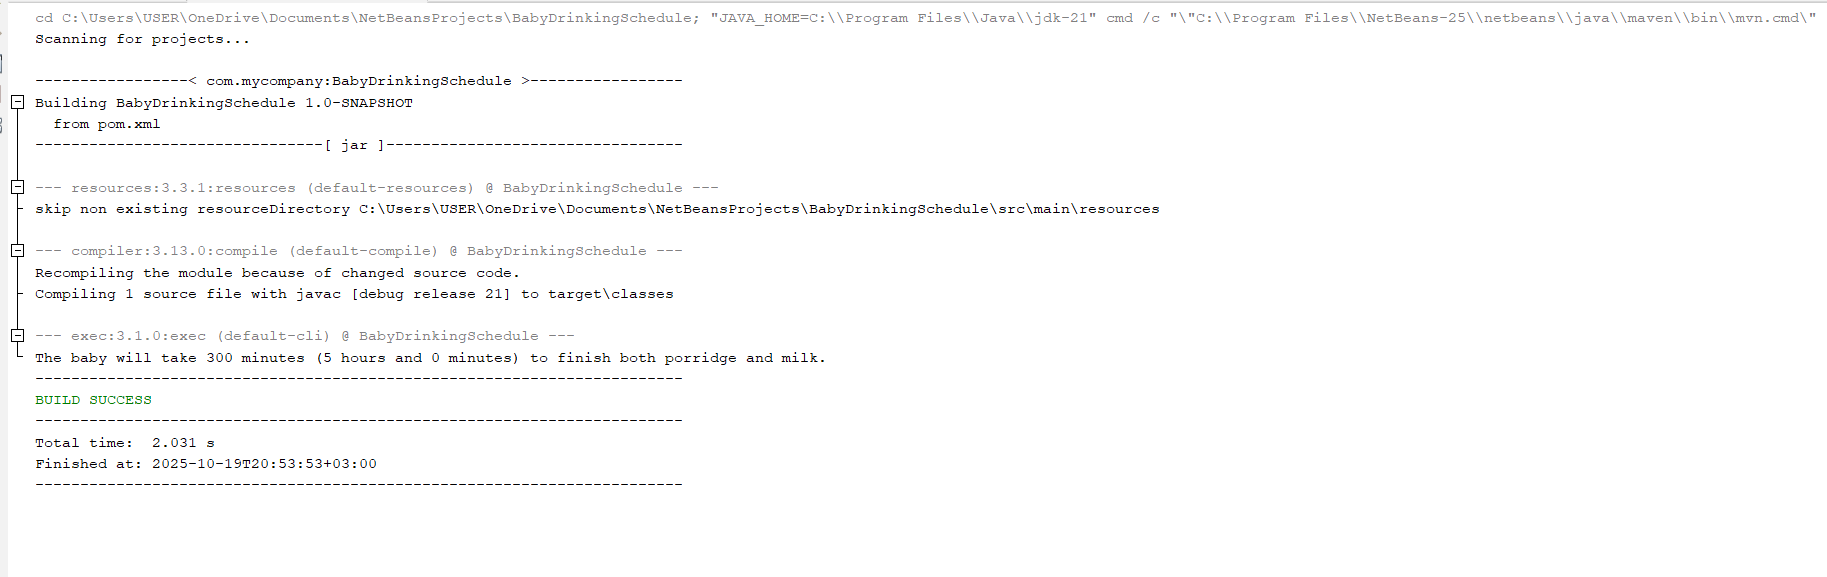 cd C:\Users\USER\OneDrive\Documents\NetBeansProjects\BabyDrinkingSchedule; "JAVA_HOME=C:\\Program Files\\Java\\jdk-21" cmd /c "\"C:\\Program Files\\NetBeans-25\\netbeans\\java\\maven\\bin\\mvn.cmd\"
Scanning for projects...
-----------------< com.mycompany:BabyDrinkingSchedule >-----------------
Building BabyDrinkingSchedule 1.0-SNAPSHOT
  from pom.xml
--------------------------------[ jar ]---------------------------------
--- resources:3.3.1:resources (default-resources) @ BabyDrinkingSchedule ---
skip non existing resourceDirectory C:\Users\USER\OneDrive\Documents\NetBeansProjects\BabyDrinkingSchedule\src\main\resources
--- compiler:3.13.0:compile (default-compile) @ BabyDrinkingSchedule ---
Recompiling the module because of changed source code.
Compiling 1 source file with javac [debug release 21] to target\classes
--- exec:3.1.0:exec (default-cli) @ BabyDrinkingSchedule ---
The baby will take 300 minutes (5 hours and 0 minutes) to finish both porridge and milk.
------------------------------------------------------------------------
BUILD SUCCESS
------------------------------------------------------------------------
Total time:  2.031 s
Finished at: 2025-10-19T20:53:53+03:00
------------------------------------------------------------------------